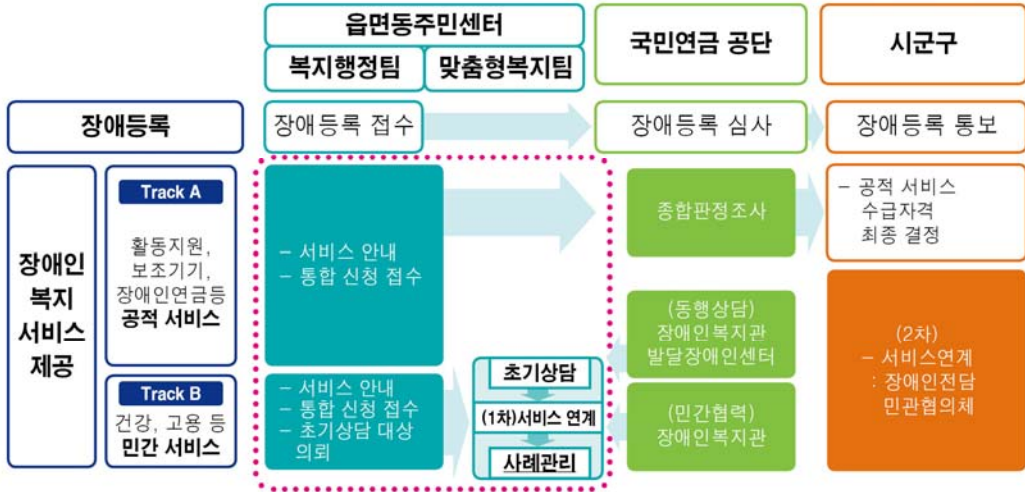 읍면동주민센터
복지행정팀
맞춤형복지팀
국민연금 공단
시군구
장애등록
장애등록 접수
장애등록 심사
장애등록 통보
장애인
복지
서비스
제공
Track A
활동지원,
보조기기,
장애인연금등
공적 서비스
– 서비스 안내
– 통합 신청 접수
종합판정조사
– 공적 서비스
수급자격
최종 결정
(동행상담)
장애인복지관
발달장애인센터
Track B
건강, 고용 등
민간 서비스
– 서비스 안내
– 통합 신청 접수
– 초기상담 대상
의뢰
초기상담
(1차)서비스 연계
사례관리
(민간협력)
장애인복지관
(2차)
– 서비스연계
: 장애인전담
민관협의체